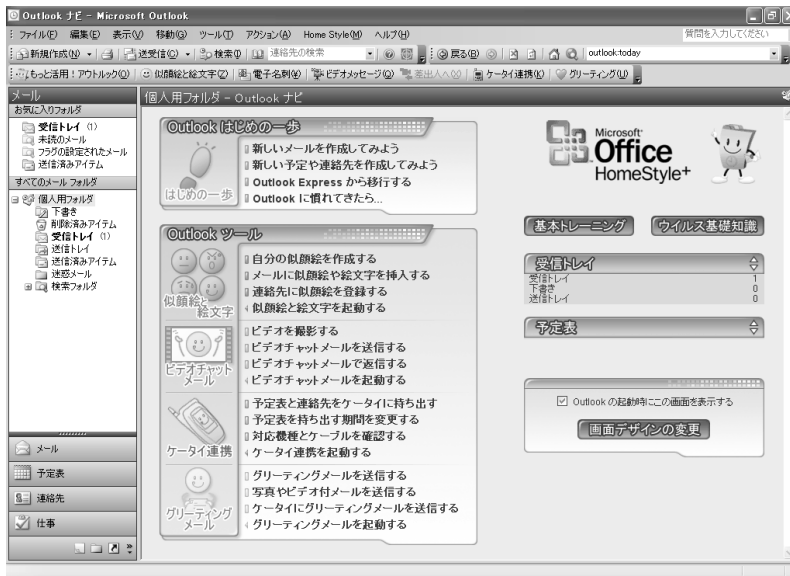 Outlook ナビ - Microsoft Outlook
ファイル(F) 編集(E) 表示(V) 移動(G) ツール(T) アクション(A) Home Style(M) ヘルプ(H) 質問を入力してください
新規作成(N) 送受信(C) 検索(I) 連絡先の検索 戻る(B) outlook:today
もっと活用！アウトルック(O) 似顔絵と絵文字(Z) 電子名刺(¥) ビデオメッセージ(Q) 差出人へ(X) ケータイ連携(K) グリーティング(U)
メール
お気に入りフォルダ
受信トレイ (1)
未読のメール
フラグの設定されたメール
送信済みアイテム
すべてのメール フォルダ
個人用フォルダ
下書き
削除済みアイテム
受信トレイ (1)
送信トレイ
送信済みアイテム
迷惑メール
検索フォルダ
メール
予定表
連絡先
仕事
個人用フォルダ - Outlook ナビ
Outlook はじめの一歩
はじめの一歩
新しいメールを作成してみよう
新しい予定や連絡先を作成してみよう
Outlook Express から移行する
Outlook に慣れてきたら...
Outlook ツール
似顔絵と
絵文字
自分の似顔絵を作成する
メールに似顔絵や絵文字を挿入する
連絡先に似顔絵を登録する
似顔絵と絵文字を起動する
ビデオチャット
メール
ビデオを撮影する
ビデオチャットメールを送信する
ビデオチャットメールで返信する
ビデオチャットメールを起動する
ケータイ連携
予定表と連絡先をケータイに持ち出す
予定表を持ち出す期間を変更する
対応機種とケーブルを確認する
ケータイ連携を起動する
グリーティング
メール
グリーティングメールを送信する
写真やビデオ付メールを送信する
ケータイにグリーティングメールを送信する
グリーティングメールを起動する
Microsoft
Office
HomeStyle+
基本トレーニング ウイルス基礎知識
受信トレイ
受信トレイ 1
下書き 0
送信トレイ 0
予定表
Outlook の起動時にこの画面を表示する
画面デザインの変更